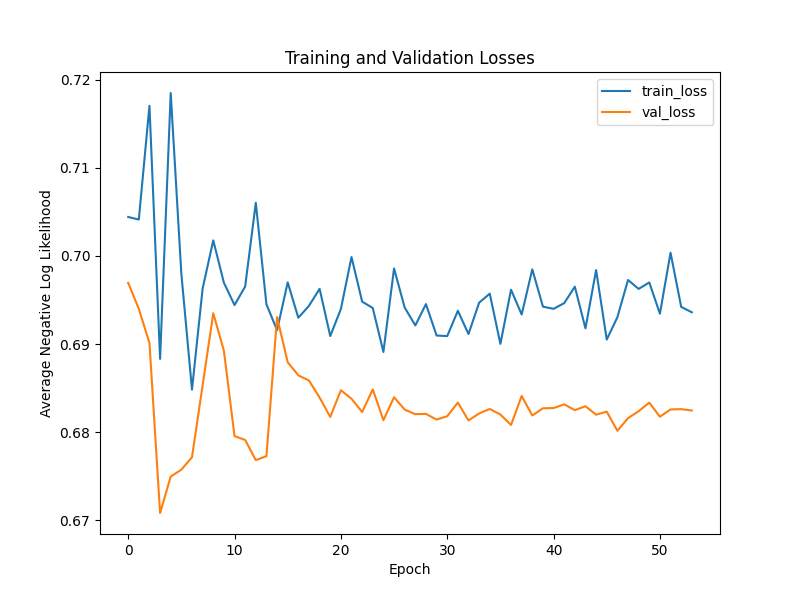 Training and Validation Losses
train_loss
val_loss
Average Negative Log Likelihood
0.72
0.71
0.70
0.69
0.68
0.67
0
10
20
30
40
50
Epoch